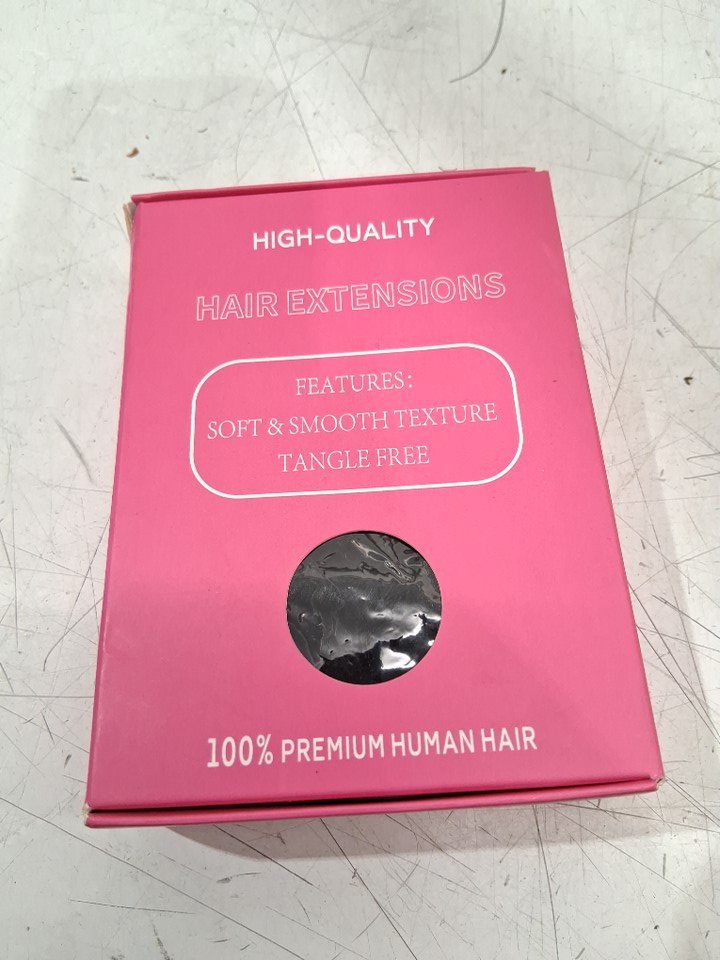 HIGH-QUALITY
HAIR EXTENSIONS
FEATURES:
SOFT & SMOOTH TEXTURE
TANGLE FREE
100% PREMIUM HUMAN HAIR